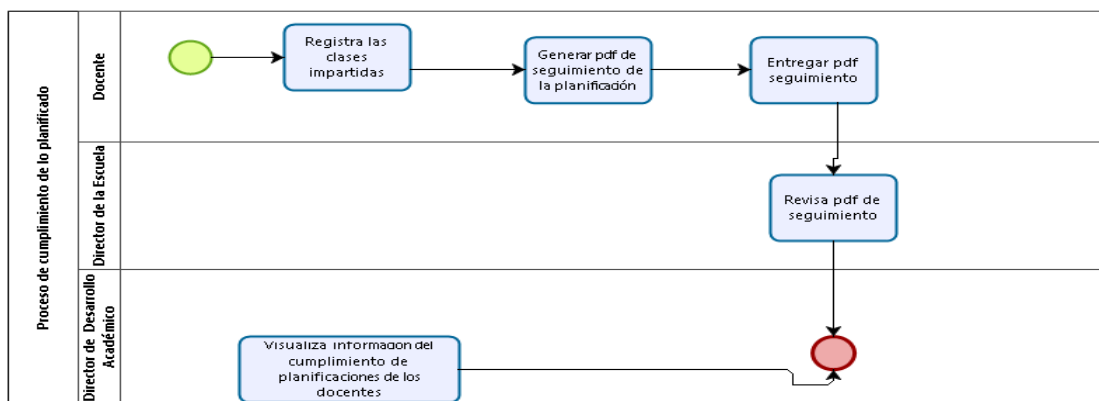 Proceso de cumplimiento de lo planificado
Docente
Registra las
clases
impartidas
Generar pdf de
seguimiento de
la planificación
Entregar pdf
seguimiento
Director de la Escuela
Revisa pdf de
seguimiento
Director de Desarrollo
Académico
Visualiza información del
cumplimiento de
planificaciones de los
docentes